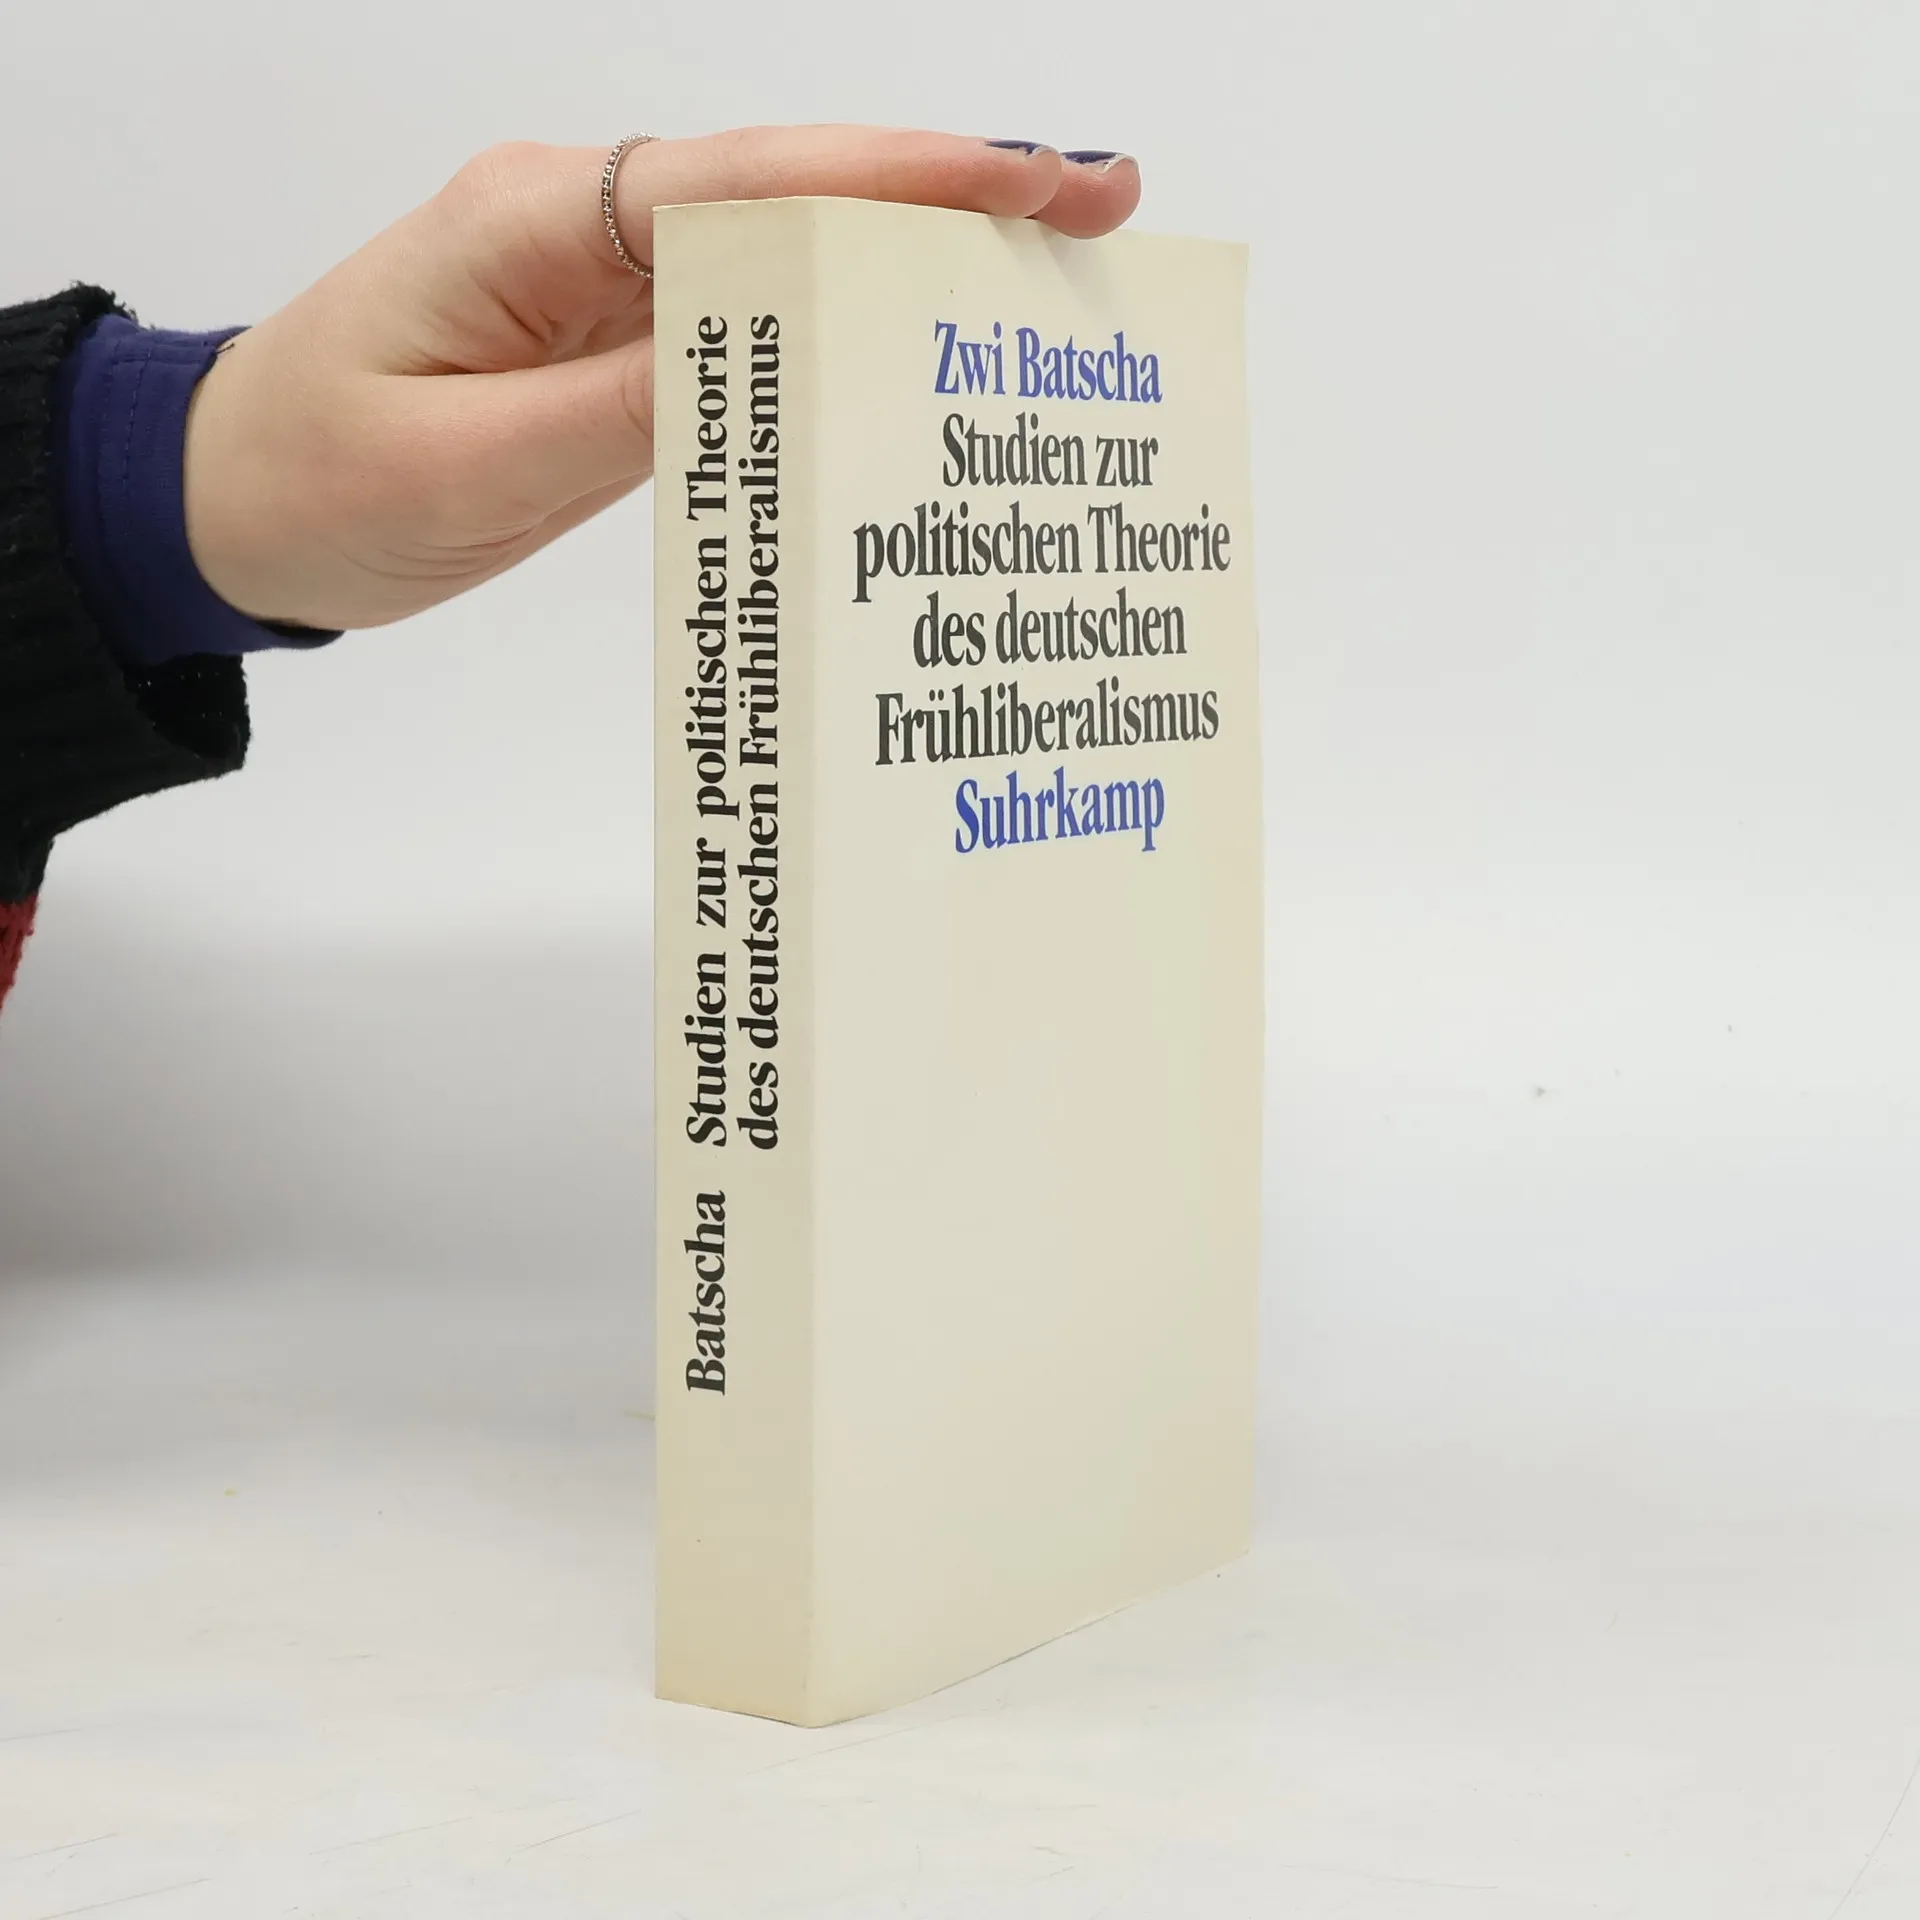 Batscha Studien zur politischen Theorie
des deutschen Frühliberalismus
Zwi Batscha
Studien zur
politischen Theorie
des deutschen
Frühliberalismus
Suhrkamp